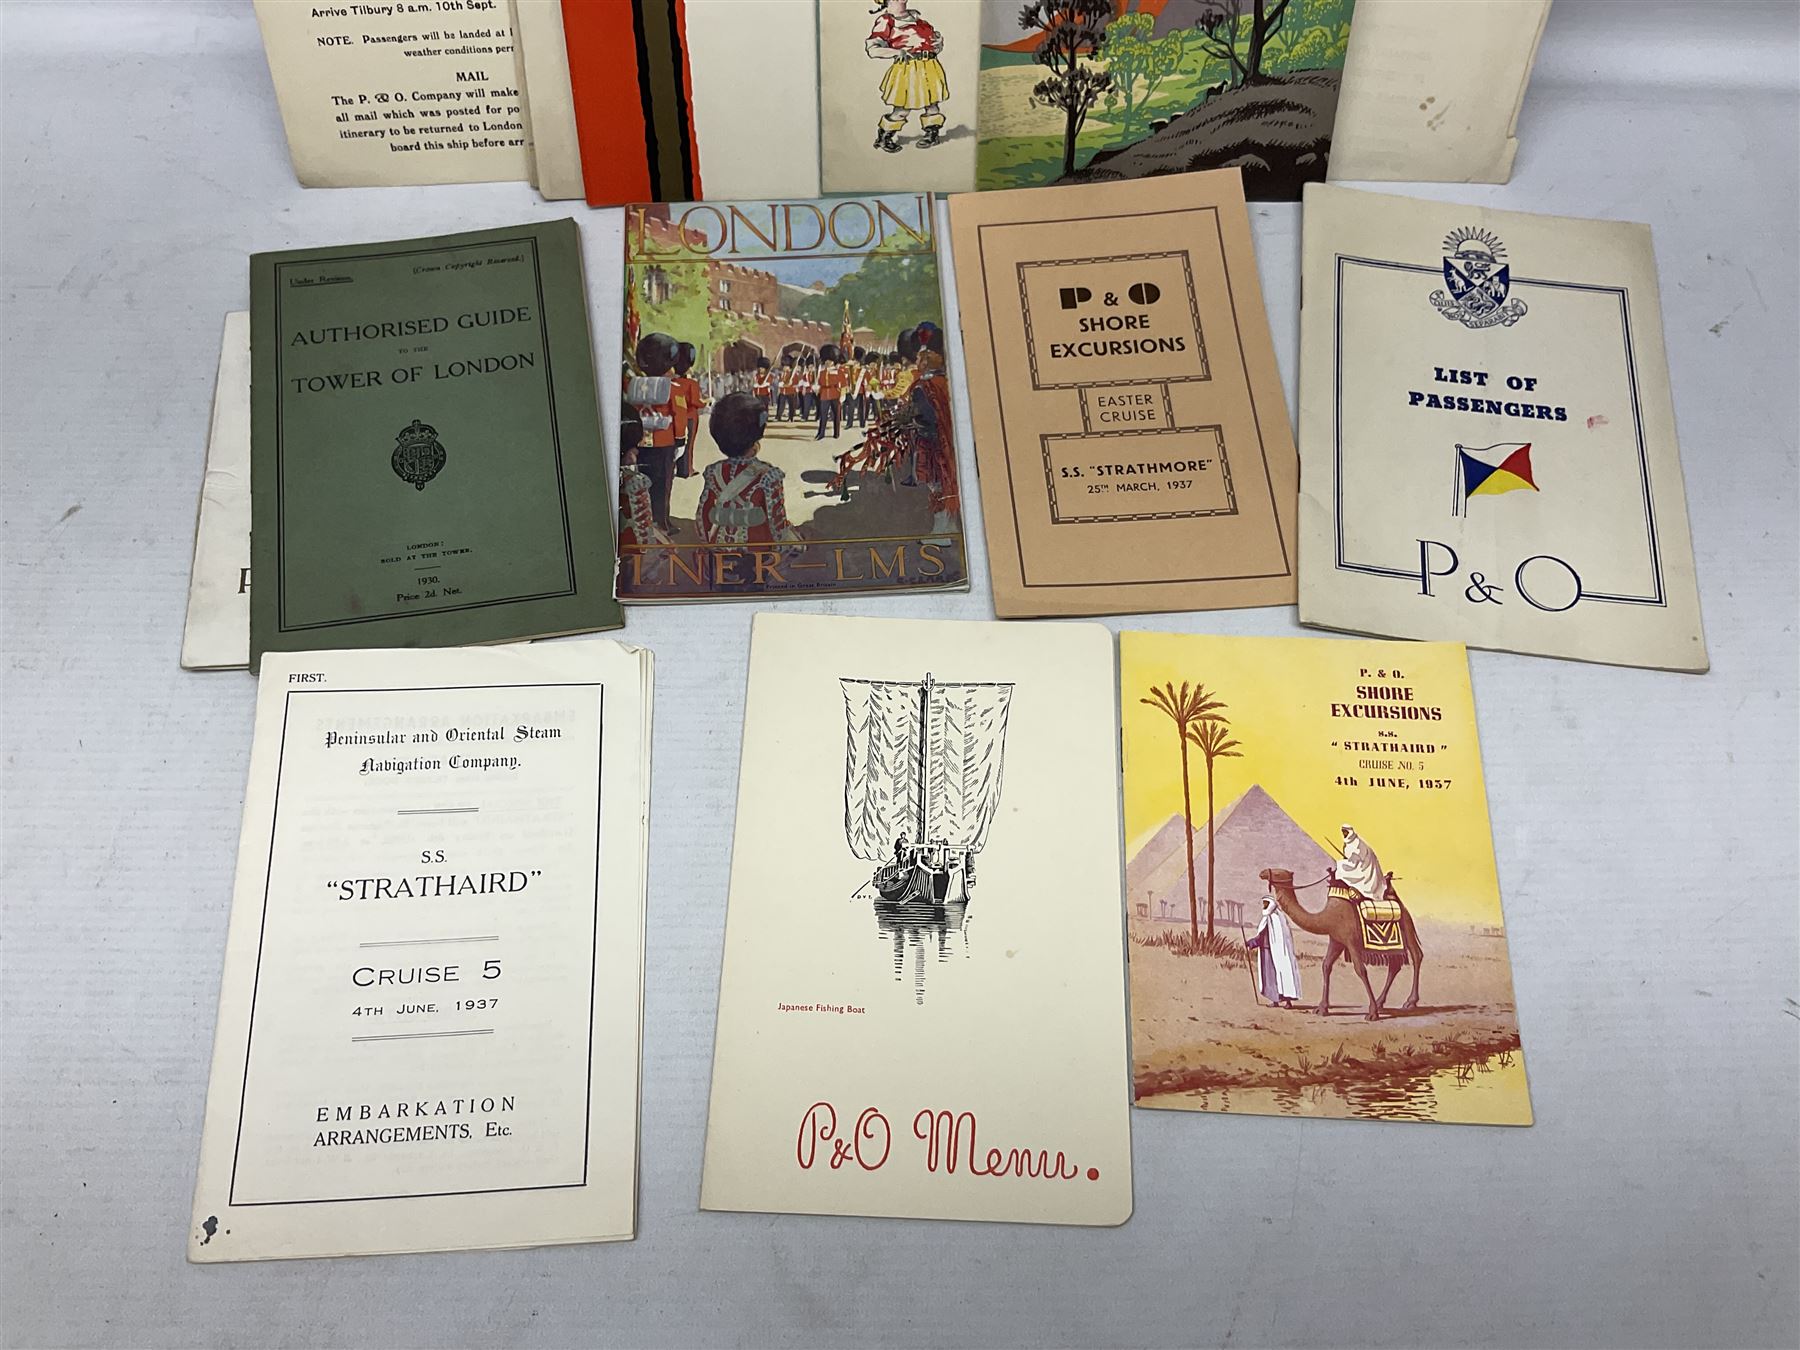 Arrive Tilbury 8 a.m. 10th Sept.
NOTE. Passengers will be landed at
weather conditions
MAIL
The P. & O. Company will make
all mail which was posted for
itinerary to be returned to London
board this ship before
Under Revision.
(Crown Copyright Reserved.)
AUTHORISED GUIDE
TO THE
TOWER OF LONDON
LONDON:
SOLD AT THE TOWER.
1930.
Price 2d. Net.
LONDON
LNER–LMS
Printed in Great Britain
P & O
SHORE
EXCURSIONS
EASTER
CRUISE
S.S. "STRATHMORE"
25TH MARCH, 1937
LIST OF
PASSENGERS
P & O
FIRST.
Peninsular and Oriental Steam
Navigation Company.
S.S.
"STRATHAIRD"
CRUISE 5
4TH JUNE, 1937
EMBARKATION
ARRANGEMENTS, Etc.
Japanese Fishing Boat
P&O Menu.
P. & O.
SHORE
EXCURSIONS
s.s.
"STRATHAIRD"
CRUISE NO. 5
4th JUNE, 1937